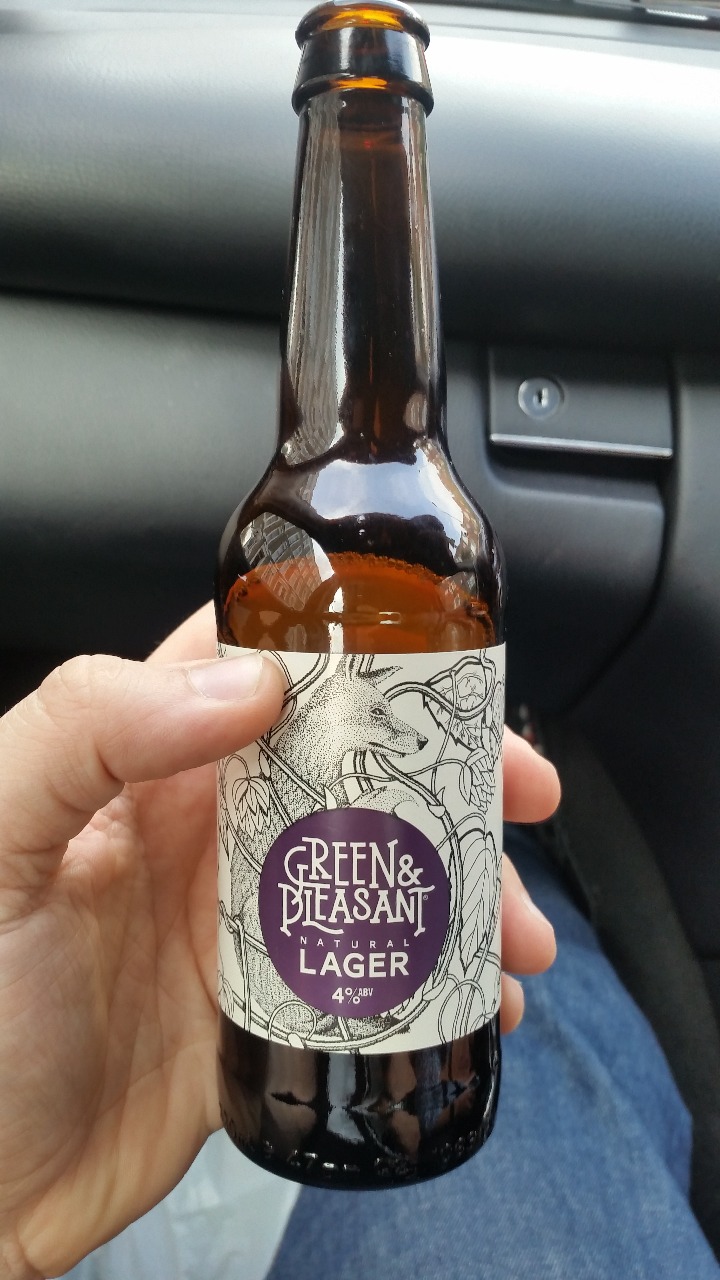 GREEN &
PLEASANT®
NATURAL
LAGER
4% ABV